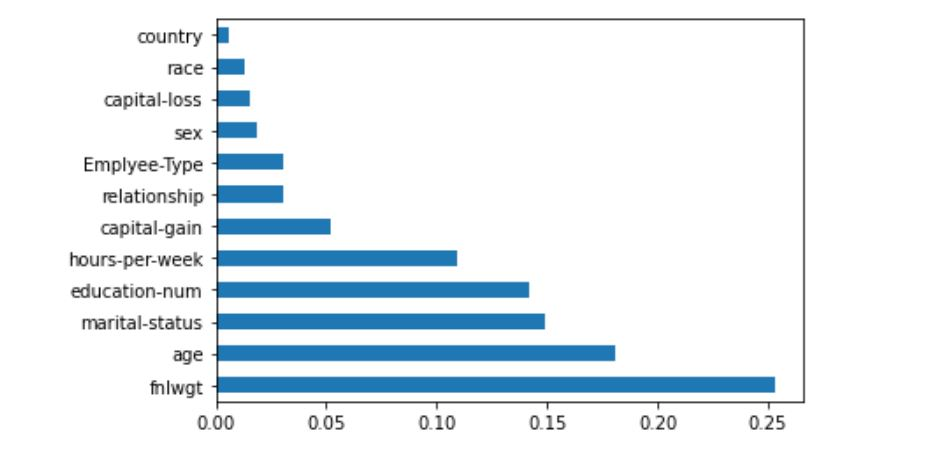 country
race
capital-loss
sex
Emplyee-Type
relationship
capital-gain
hours-per-week
education-num
marital-status
age
fnlwgt
0.00 0.05 0.10 0.15 0.20 0.25